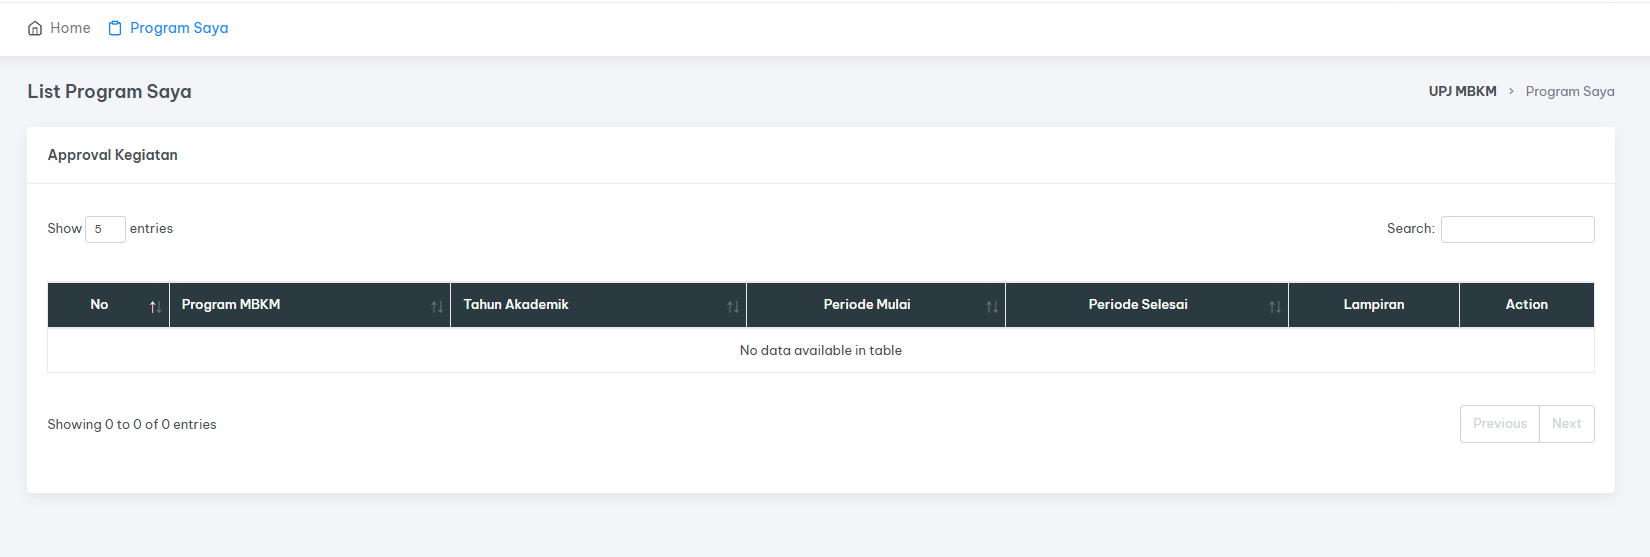 Home Program Saya
List Program Saya
UPJ MBKM > Program Saya
Approval Kegiatan
Show 5 entries
Search:
No Program MBKM Tahun Akademik Periode Mulai Periode Selesai Lampiran Action
No data available in table
Showing 0 to 0 of 0 entries
Previous Next